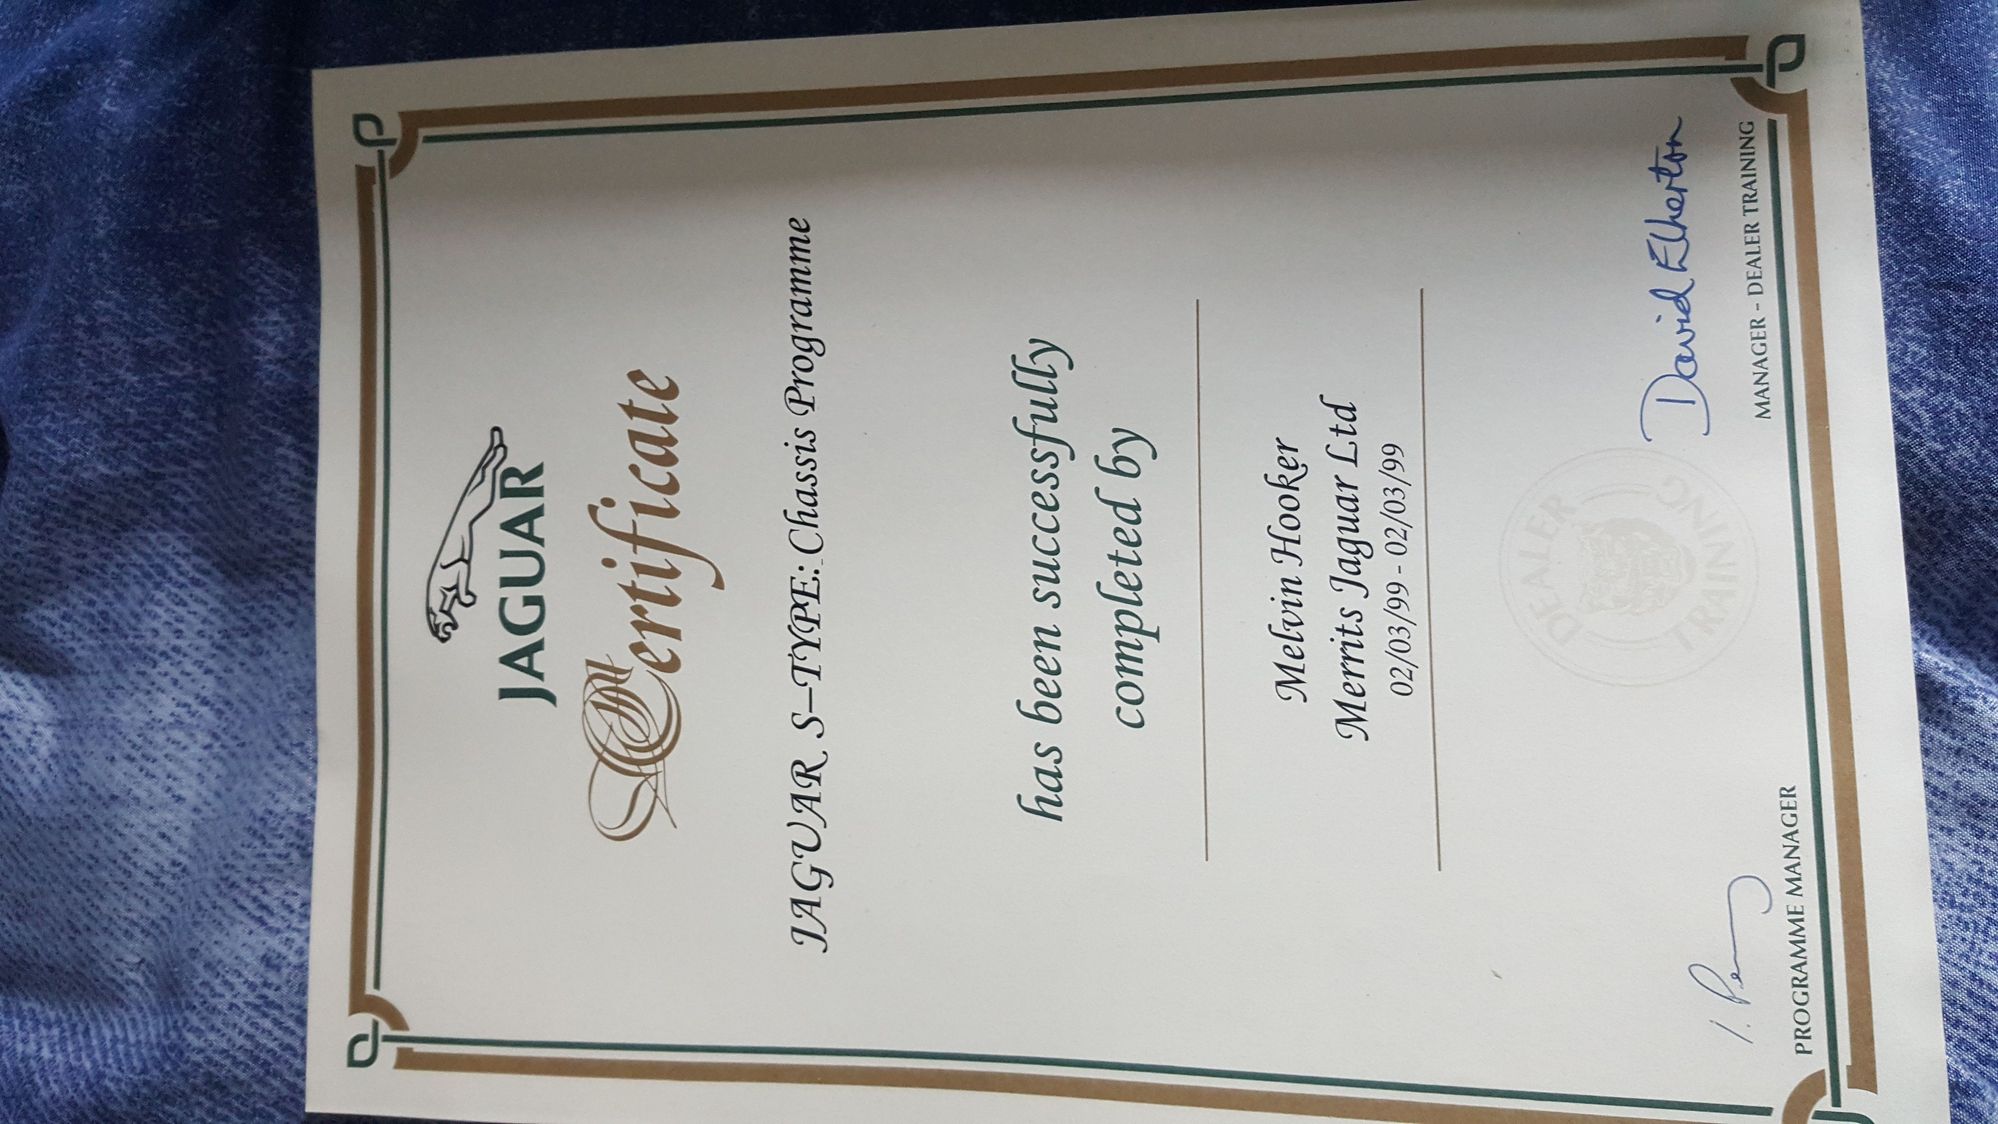 JAGUAR
Certificate
JAGUAR S-TYPE: Chassis Programme
has been successfully
completed by
Melvin Hooker
Merrits Jaguar Ltd
02/03/99 - 02/03/99
DEALER TRAINING
David Etherton
PROGRAMME MANAGER
MANAGER - DEALER TRAINING